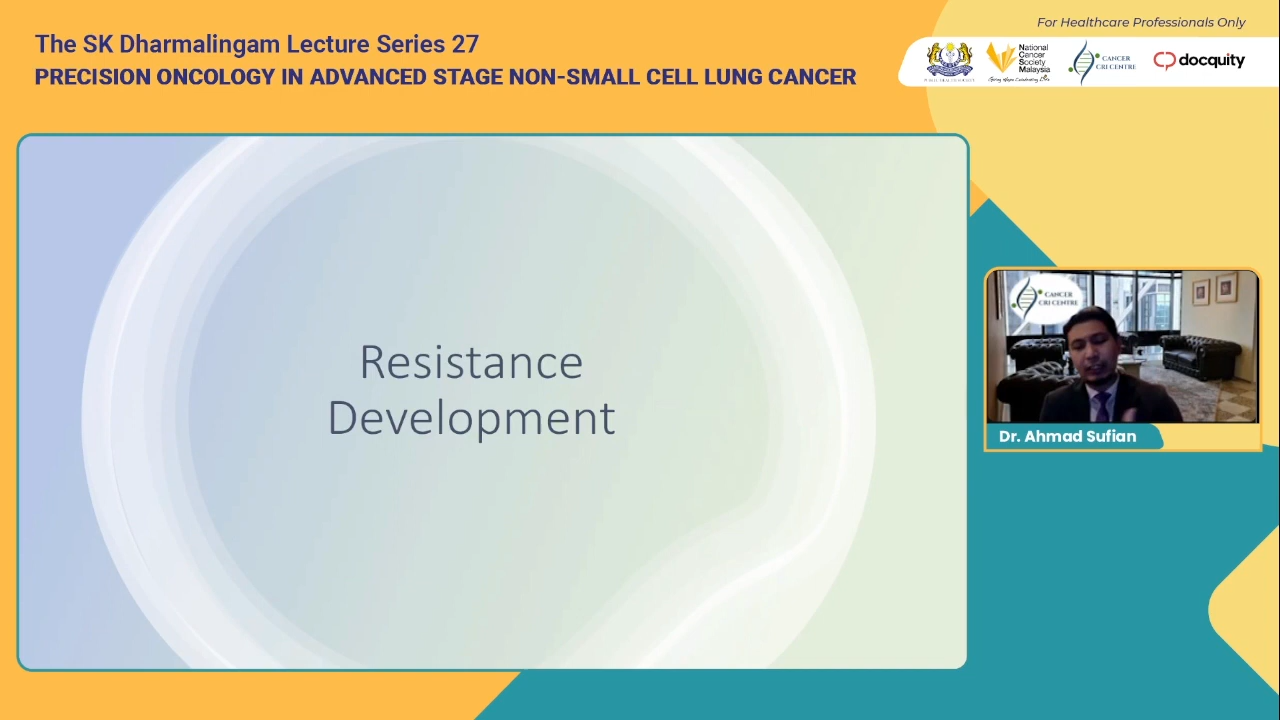 For Healthcare Professionals Only
The SK Dharmalingam Lecture Series 27
PRECISION ONCOLOGY IN ADVANCED STAGE NON-SMALL CELL LUNG CANCER
National
Cancer
Society
Malaysia
CANCER
CRI CENTRE
docquity
Resistance
Development
CANCER
CRI CENTRE
Dr. Ahmad Sufian